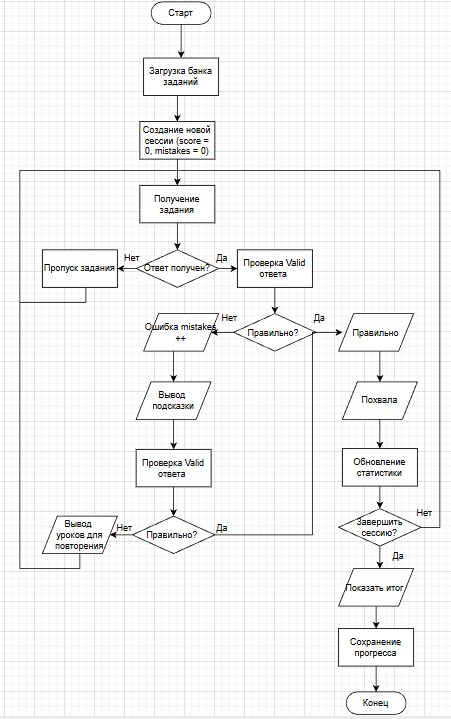 Старт
Загрузка банка
заданий
Создание новой
сессии (score =
0, mistakes = 0)
Получение
задания
Нет
Да
Пропуск задания
Ответ получен?
Проверка Valid
ответа
Ошибка mistakes
++
Нет
Правильно?
Да
Правильно
Вывод
подсказки
Похвала
Проверка Valid
ответа
Обновление
статистики
Вывод
уроков для
повторения
Нет
Правильно?
Да
Завершить
сессию?
Нет
Да
Показать итог
Сохранение
прогресса
Конец